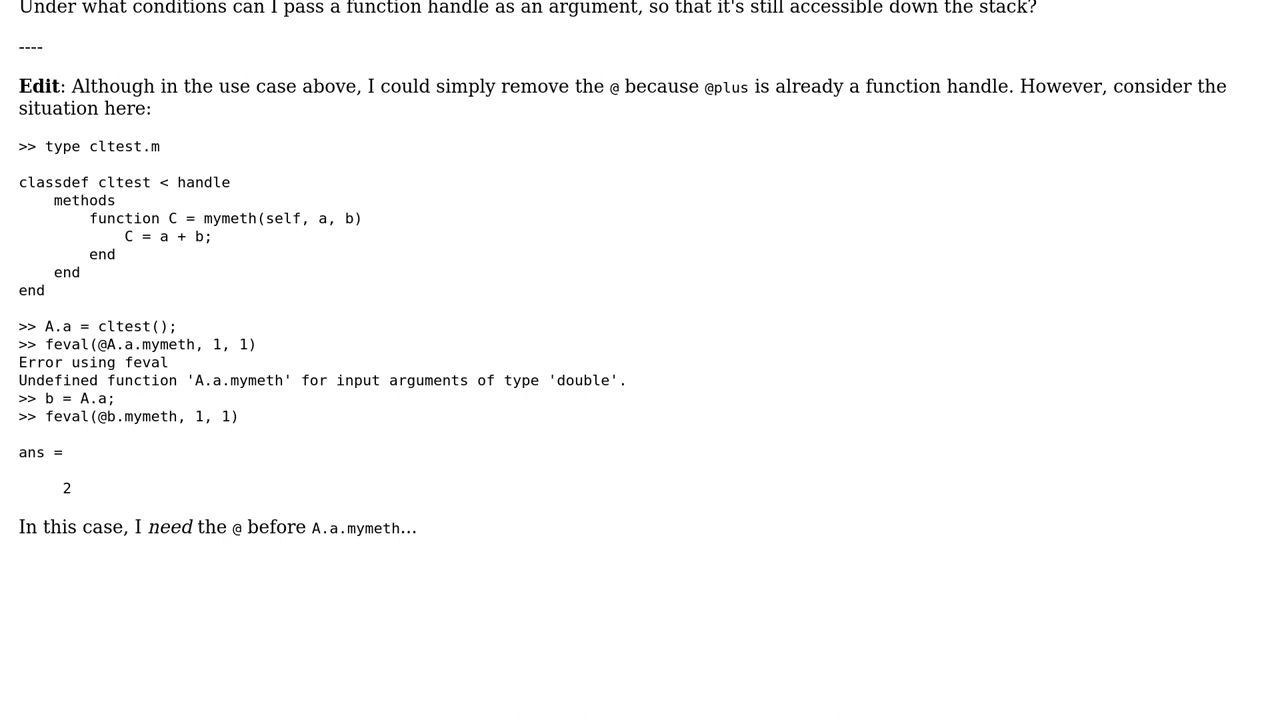 Under what conditions can I pass a function handle as an argument, so that it's still accessible down the stack?
----
Edit: Although in the use case above, I could simply remove the @ because @plus is already a function handle. However, consider the
situation here:
>> type cltest.m
classdef cltest < handle
    methods
        function C = mymeth(self, a, b)
            C = a + b;
        end
    end
end
>> A.a = cltest();
>> feval(@A.a.mymeth, 1, 1)
Error using feval
Undefined function 'A.a.mymeth' for input arguments of type 'double'.
>> b = A.a;
>> feval(@b.mymeth, 1, 1)
ans =
     2
In this case, I need the @ before A.a.mymeth...